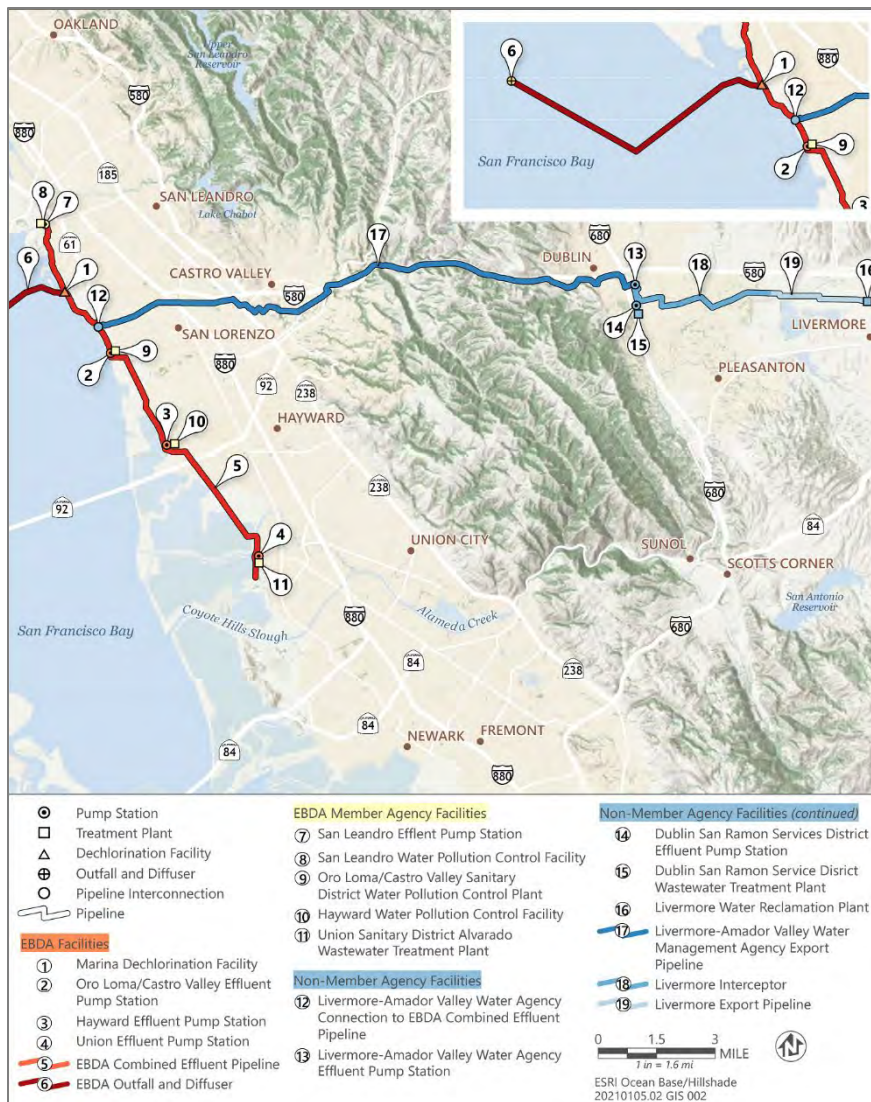 OAKLAND
Upper
San Leandro
Reservoir
580
880
185
SAN LEANDRO
Lake Chabot
8
7
61
6
1
CASTRO VALLEY
17
580
12
SAN LORENZO
2
9
880
92
238
HAYWARD
3
10
5
238
92
4
11
UNION CITY
Coyote Hills Slough
Alameda Creek
San Francisco Bay
880
84
84
84
NEWARK
FREMONT
880
238
680
SUNOL
84
SCOTTS CORNER
San Antonio
Reservoir
680
PLEASANTON
LIVERMORE
DUBLIN
680
13
18
580
19
16
14
15
6
1
12
880
San Francisco Bay
2
9
3
Pump Station
Treatment Plant
Dechlorination Facility
Outfall and Diffuser
Pipeline Interconnection
Pipeline
EBDA Facilities
1 Marina Dechlorination Facility
2 Oro Loma/Castro Valley Effluent
Pump Station
3 Hayward Effluent Pump Station
4 Union Effluent Pump Station
5 EBDA Combined Effluent Pipeline
6 EBDA Outfall and Diffuser
EBDA Member Agency Facilities
7 San Leandro Efflent Pump Station
8 San Leandro Water Pollution Control Facility
9 Oro Loma/Castro Valley Sanitary
District Water Pollution Control Plant
10 Hayward Water Pollution Control Facility
11 Union Sanitary District Alvarado
Wastewater Treatment Plant
Non-Member Agency Facilities
12 Livermore-Amador Valley Water Agency
Connection to EBDA Combined Effluent
Pipeline
13 Livermore-Amador Valley Water Agency
Effluent Pump Station
Non-Member Agency Facilities (continued)
14 Dublin San Ramon Services District
Effluent Pump Station
15 Dublin San Ramon Service Disrict
Wastewater Treatment Plant
16 Livermore Water Reclamation Plant
17 Livermore-Amador Valley Water
Management Agency Export
Pipeline
18 Livermore Interceptor
19 Livermore Export Pipeline
0 1.5 3
MILE
1 in = 1.6 mi
N
ESRI Ocean Base/Hillshade
20210105.02 GIS 002